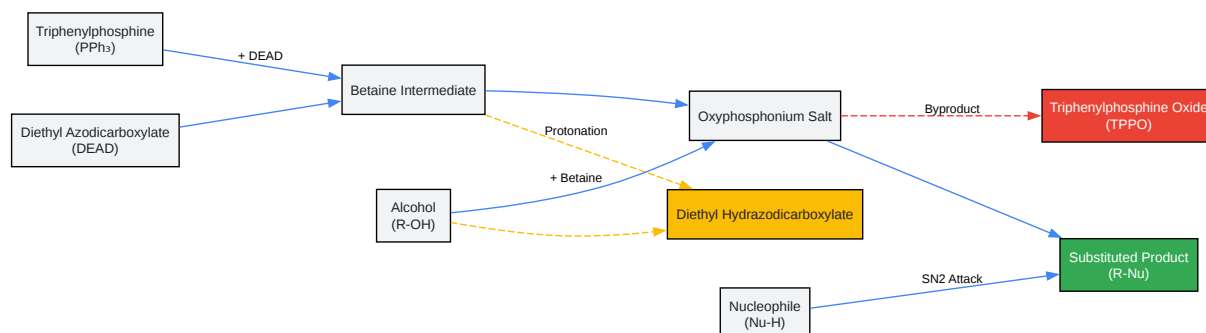 Triphenylphosphine
(PPh₃)
+ DEAD
Diethyl Azodicarboxylate
(DEAD)
Betaine Intermediate
Protonation
Alcohol
(R-OH)
+ Betaine
Oxyphosphonium Salt
Diethyl Hydrazodicarboxylate
Byproduct
Triphenylphosphine Oxide
(TPPO)
Nucleophile
(Nu-H)
SN2 Attack
Substituted Product
(R-Nu)